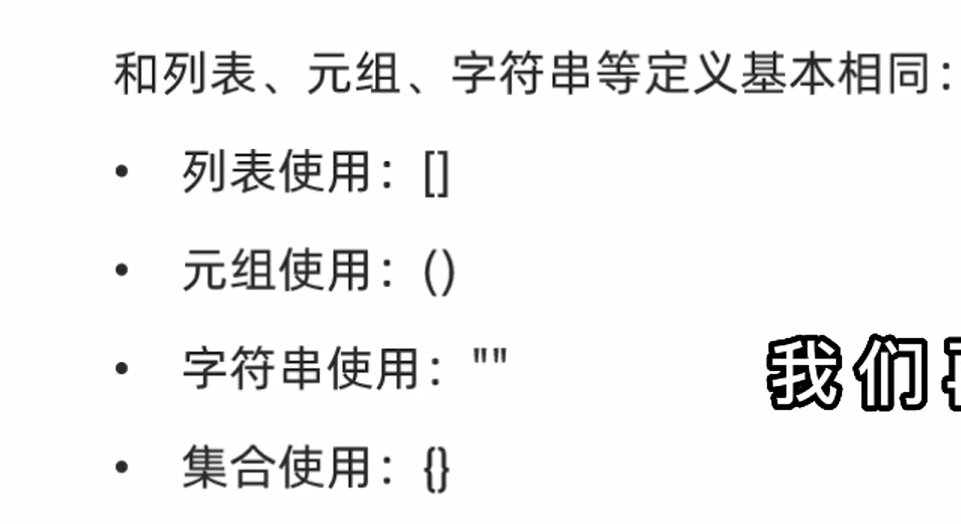 和列表、元组、字符串等定义基本相同：
• 列表使用：[]
• 元组使用：()
• 字符串使用：""
我们
• 集合使用：{}